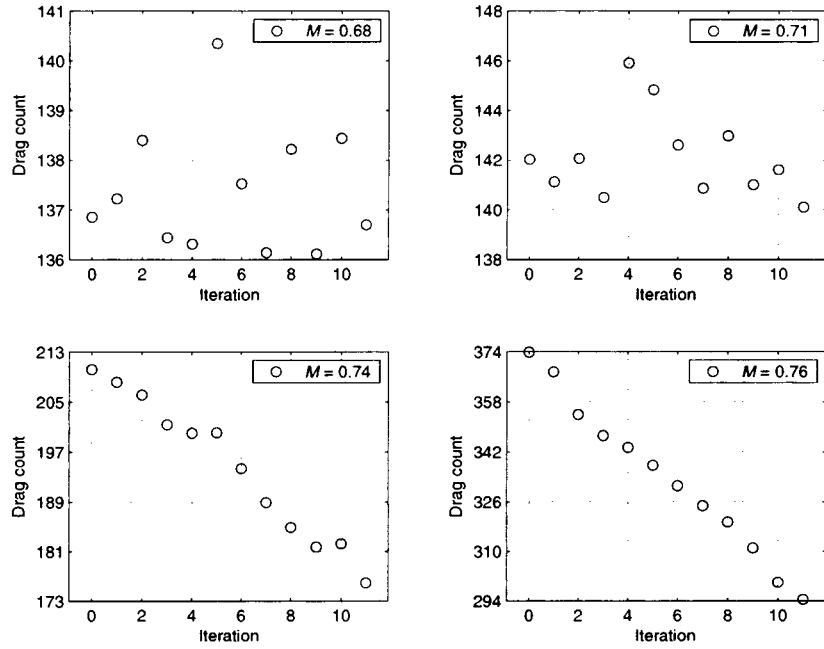 141
140
139
138
137
136
Drag count
M = 0.68
0 2 4 6 8 10
Iteration
148
146
144
142
140
138
Drag count
M = 0.71
0 2 4 6 8 10
Iteration
213
205
197
189
181
173
Drag count
M = 0.74
0 2 4 6 8 10
Iteration
374
358
342
326
310
294
Drag count
M = 0.76
0 2 4 6 8 10
Iteration